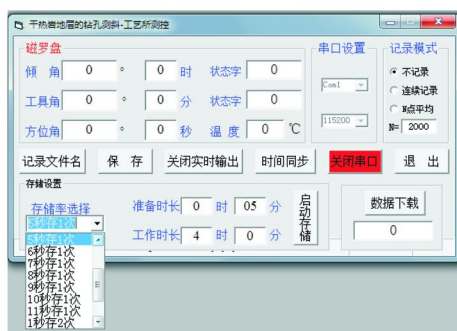 干热岩地层的钻孔测斜-工艺所测控
磁罗盘 串口设置 记录模式
倾 角 0 ° 0 时 状态字 0 不记录
Com1 连续记录
工具角 0 ° 0 分 状态字 0 N点平均
方位角 0 ° 0 秒 温 度 0 ℃ 115200 N= 2000
记录文件名 保 存 关闭实时输出 时间同步 关闭串口 退 出
存储设置
存储率选择 准备时长 0 时 05 分 启动存储 数据下载
5秒存1次
工作时长 4 时 0 分 0
5秒存1次
6秒存1次
7秒存1次
8秒存1次
9秒存1次
10秒存1次
11秒存1次
1秒存2次